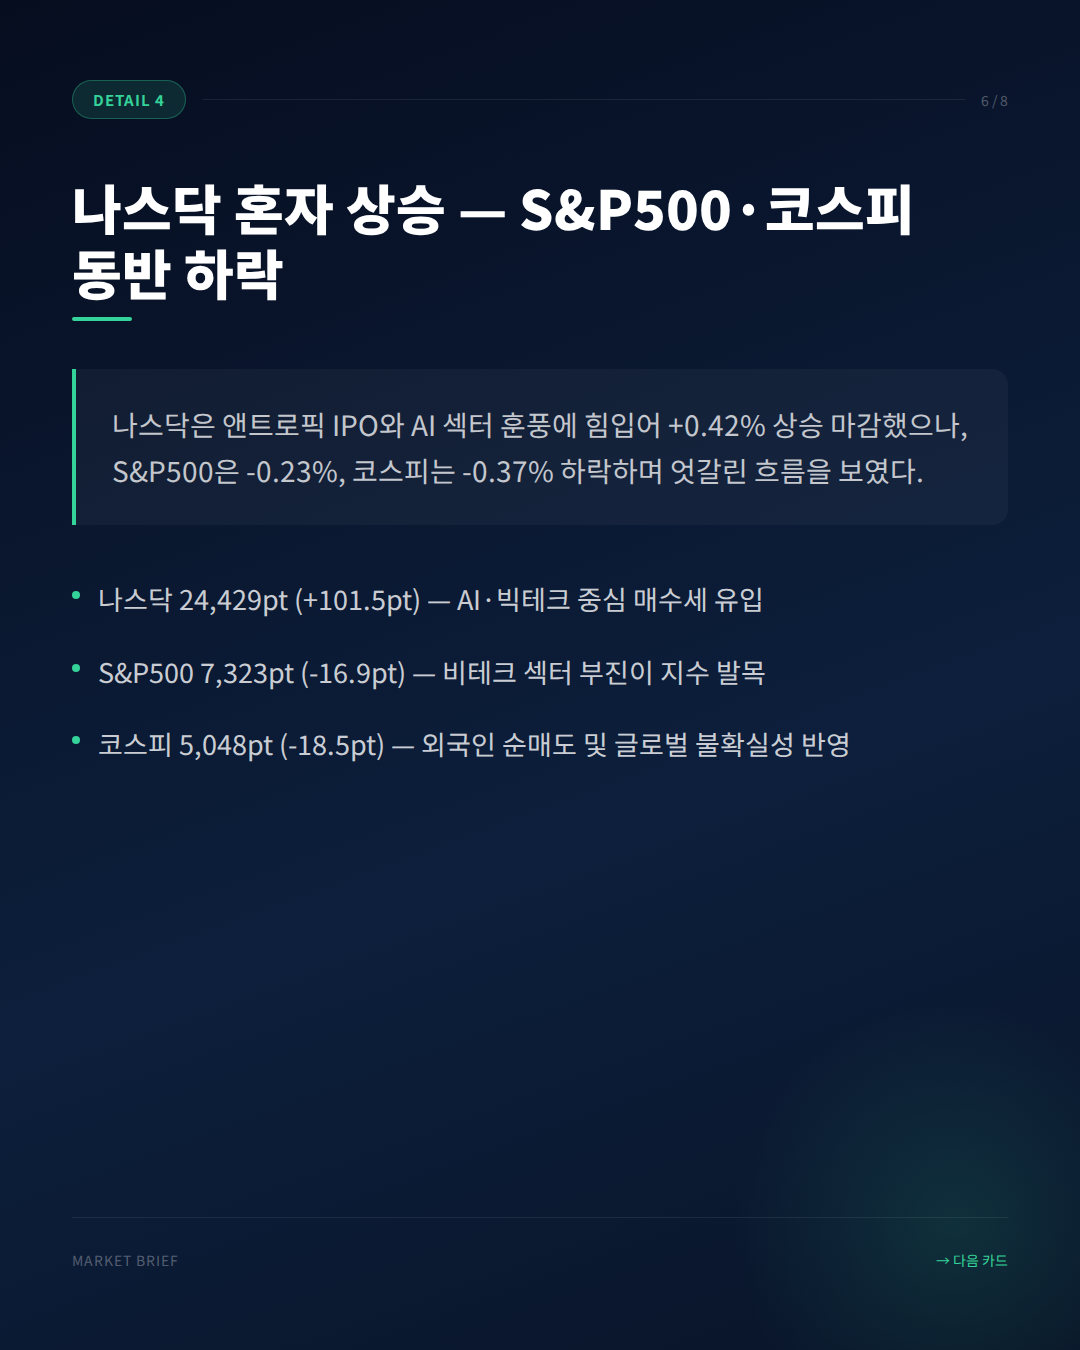 DETAIL 4
6 / 8
나스닥 혼자 상승 — S&P500·코스피
동반 하락
나스닥은 앤트로픽 IPO와 AI 섹터 훈풍에 힘입어 +0.42% 상승 마감했으나,
S&P500은 -0.23%, 코스피는 -0.37% 하락하며 엇갈린 흐름을 보였다.
• 나스닥 24,429pt (+101.5pt) — AI·빅테크 중심 매수세 유입
• S&P500 7,323pt (-16.9pt) — 비테크 섹터 부진이 지수 발목
• 코스피 5,048pt (-18.5pt) — 외국인 순매도 및 글로벌 불확실성 반영
MARKET BRIEF
→ 다음 카드